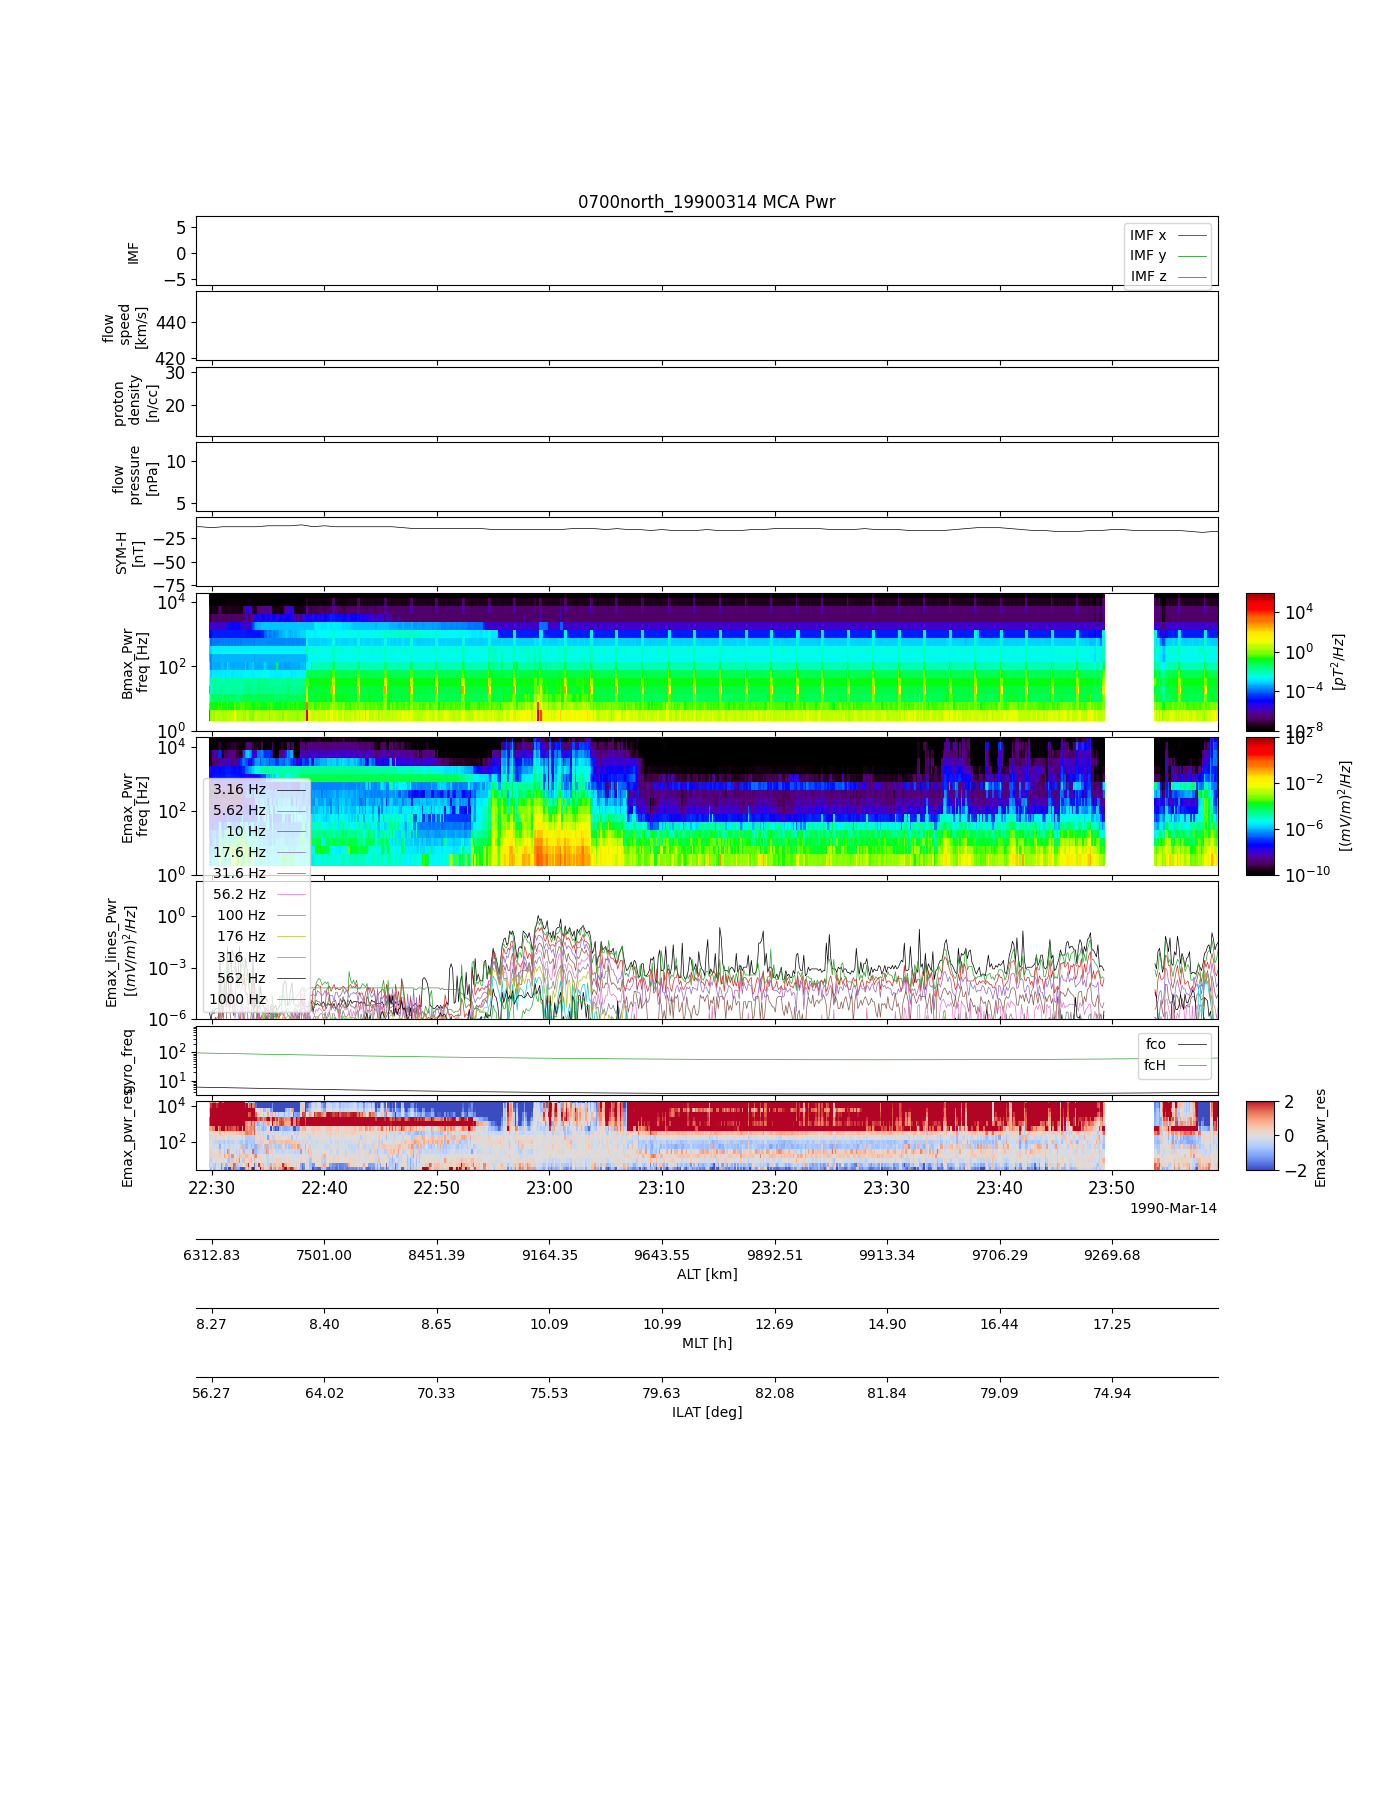 0700north_19900314 MCA Pwr
5
0
−5
IMF
IMF x
IMF y
IMF z
440
420
flow
speed
[km/s]
30
20
proton
density
[n/cc]
10
5
flow
pressure
[nPa]
−25
−50
−75
SYM-H
[nT]
10^4
10^2
10^0
Bmax_Pwr
freq [Hz]
10^4
10^0
10^−4
10^−8
[pT^2/Hz]
10^4
10^2
10^0
Emax_Pwr
freq [Hz]
10^2
10^−2
10^−6
10^−10
[(mV/m)^2/Hz]
3.16 Hz
5.62 Hz
10 Hz
17.6 Hz
31.6 Hz
56.2 Hz
100 Hz
176 Hz
316 Hz
562 Hz
1000 Hz
10^0
10^−3
10^−6
Emax_lines_Pwr
[(mV/m)^2/Hz]
10^2
10^1
gyro_freq
fco
fcH
10^4
10^2
Emax_pwr_res
2
0
−2
Emax_pwr_res
22:30 22:40 22:50 23:00 23:10 23:20 23:30 23:40 23:50
1990-Mar-14
6312.83 7501.00 8451.39 9164.35 9643.55 9892.51 9913.34 9706.29 9269.68
ALT [km]
8.27 8.40 8.65 10.09 10.99 12.69 14.90 16.44 17.25
MLT [h]
56.27 64.02 70.33 75.53 79.63 82.08 81.84 79.09 74.94
ILAT [deg]